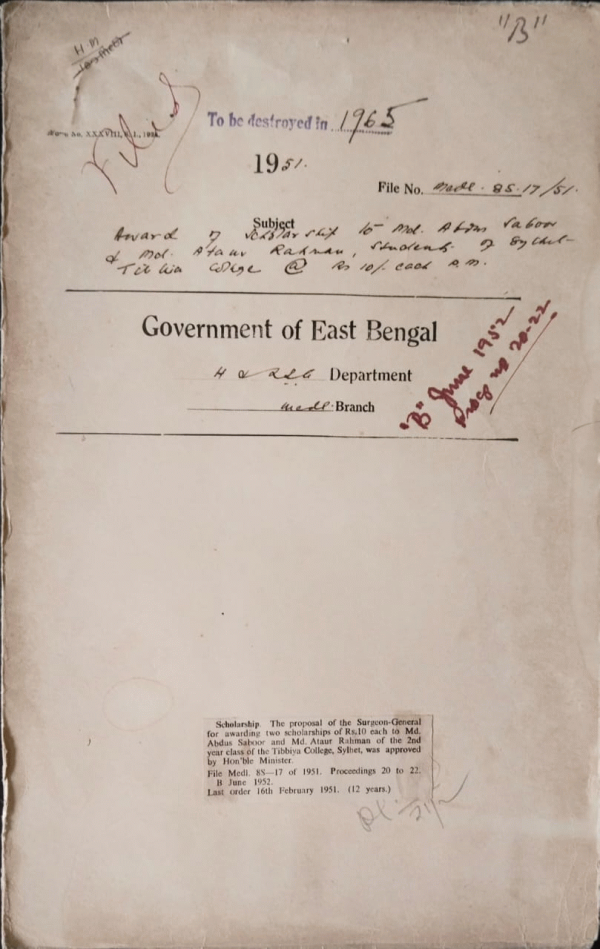 "B"
H.M
Filed
To be destroyed in 1965
1951.
File No. Medl. 8S-17/51.
Subject
Award of Scholarship to Md. Abdus Saboor
& Md. Ataur Rahman, Students of Sylhet
Tibbia College @ Rs 10/- each P.M.
Government of East Bengal
H & Department
Medl. Branch
"B" June 1952
Progs no 20-22
Scholarship. The proposal of the Surgeon-General
for awarding two scholarships of Rs.10 each to Md.
Abdus Saboor and Md. Ataur Rahman of the 2nd
year class of the Tibbiya College, Sylhet, was approved
by Hon'ble Minister.
File Medl. 8S—17 of 1951. Proceedings 20 to 22.
B June 1952.
Last order 16th February 1951. (12 years.)